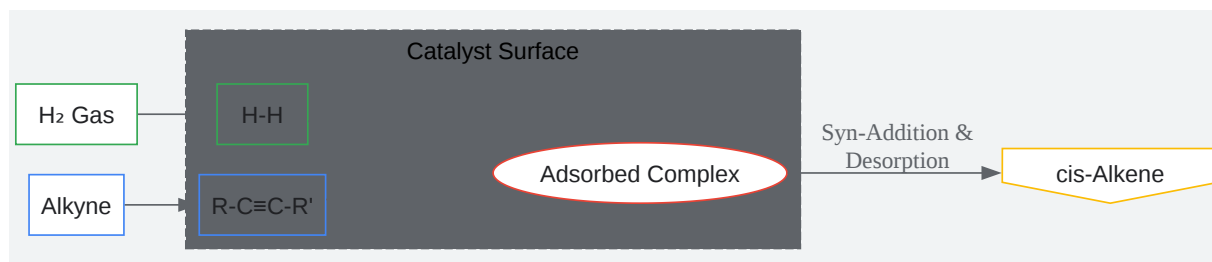 Catalyst Surface
H₂ Gas
H-H
Alkyne
R-C≡C-R'
Adsorbed Complex
Syn-Addition &
Desorption
cis-Alkene